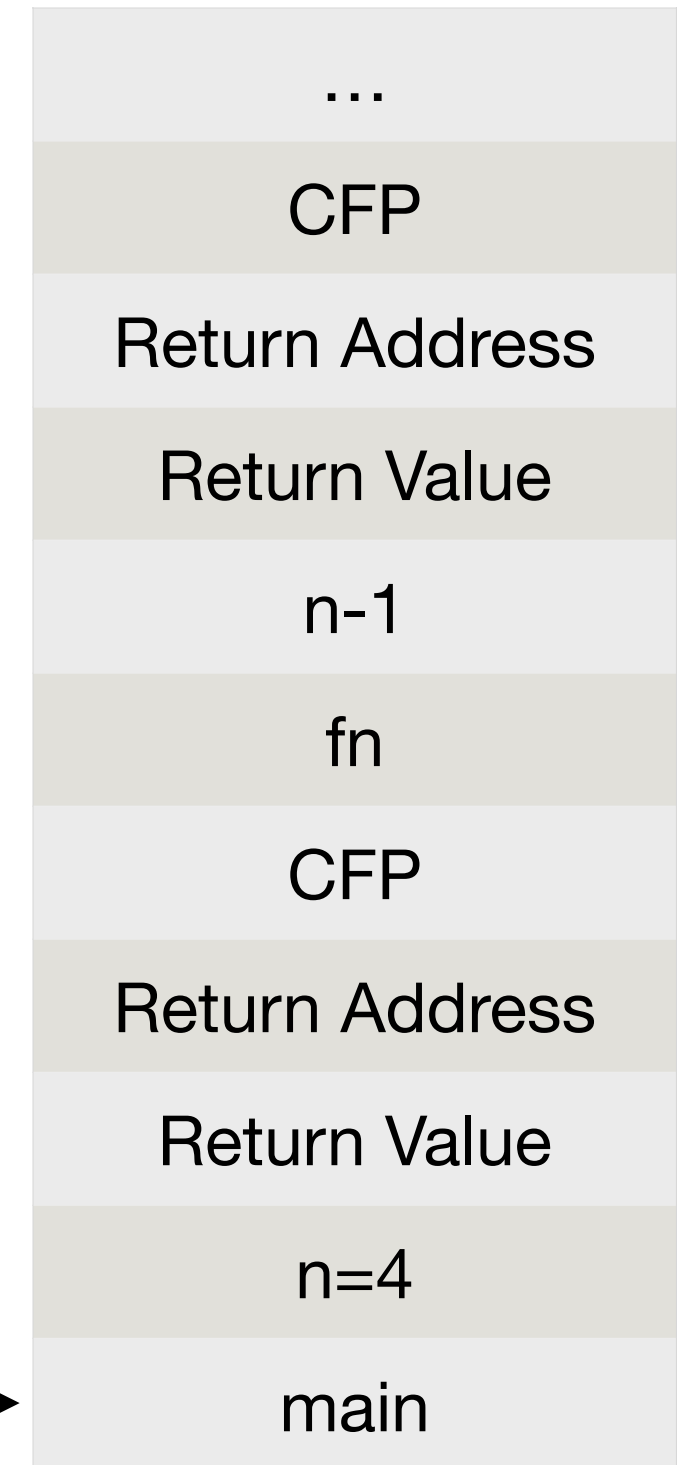 ...
CFP
Return Address
Return Value
n-1
fn
CFP
Return Address
Return Value
n=4
main